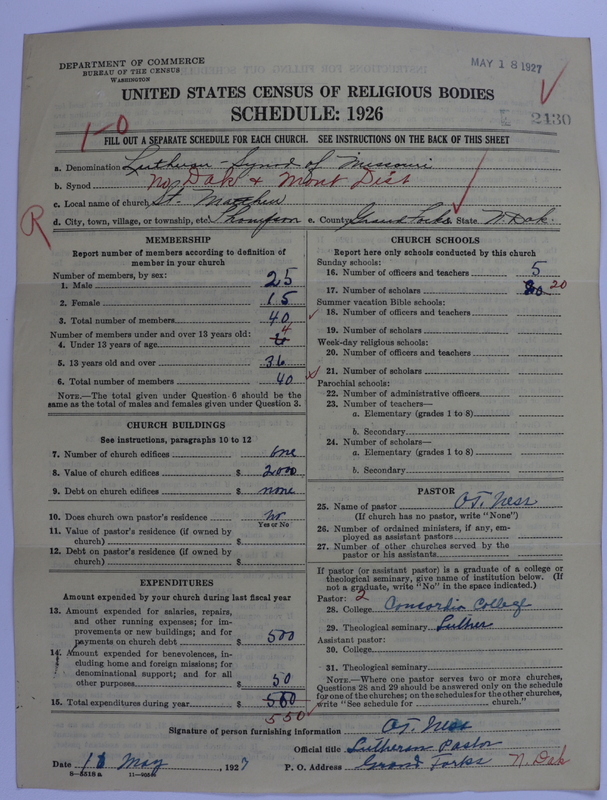 DEPARTMENT OF COMMERCE
BUREAU OF THE CENSUS
WASHINGTON
MAY 18 1927
UNITED STATES CENSUS OF RELIGIOUS BODIES
SCHEDULE: 1926
2430
1-0
FILL OUT A SEPARATE SCHEDULE FOR EACH CHURCH. SEE INSTRUCTIONS ON THE BACK OF THIS SHEET
a. Denomination Lutheran - Synod of Missouri
b. Synod No. Dak & Mont Dist
c. Local name of church St. Matthew
d. City, town, village, or township, etc. Thompson e. County Grand Forks State N. Dak.
R
MEMBERSHIP
Report number of members according to definition of member in your church
Number of members, by sex:
1. Male 25
2. Female 15
3. Total number of members 40
Number of members under and over 13 years old:
4. Under 13 years of age 4
5. 13 years old and over 36
6. Total number of members 40
NOTE.—The total given under Question 6 should be the
same as the total of males and females given under Question 3.
CHURCH BUILDINGS
See instructions, paragraphs 10 to 12
7. Number of church edifices one
8. Value of church edifices $ 2000
9. Debt on church edifices $ none
10. Does church own pastor's residence No
Yes or No
11. Value of pastor's residence (if owned by
church) $
12. Debt on pastor's residence (if owned by
church) $
EXPENDITURES
Amount expended by your church during last fiscal year
13. Amount expended for salaries, repairs,
and other running expenses; for im-
provements or new buildings; and for
payments on church debt $ 500
14. Amount expended for benevolences, in-
cluding home and foreign missions; for
denominational support; and for all
other purposes $ 50
15. Total expenditures during year $ 560
550
CHURCH SCHOOLS
Report here only schools conducted by this church
Sunday schools:
16. Number of officers and teachers 5
17. Number of scholars 20
Summer vacation Bible schools:
18. Number of officers and teachers
19. Number of scholars
Week-day religious schools:
20. Number of officers and teachers
21. Number of scholars
Parochial schools:
22. Number of administrative officers
23. Number of teachers—
a. Elementary (grades 1 to 8)
b. Secondary
24. Number of scholars—
a. Elementary (grades 1 to 8)
b. Secondary
PASTOR
25. Name of pastor O.T. Ness
(If church has no pastor, write "None")
26. Number of ordained ministers, if any, em-
ployed as assistant pastors
27. Number of other churches served by the
pastor or his assistants
If pastor (or assistant pastor) is a graduate of a college or
theological seminary, give name of institution below. (If
not a graduate, write "No" in the space indicated.)
Pastor: 2
28. College Concordia College
29. Theological seminary Luther
Assistant pastor:
30. College
31. Theological seminary
NOTE.—Where one pastor serves two or more churches,
Questions 28 and 29 should be answered only on the schedule
for one of the churches; on the schedules for the other churches,
write "See schedule for church."
Signature of person furnishing information O.T. Ness
Official title Lutheran Pastor
Date 16 May, 1927 P. O. Address Grand Forks N. Dak
8—5518 a 11—9554